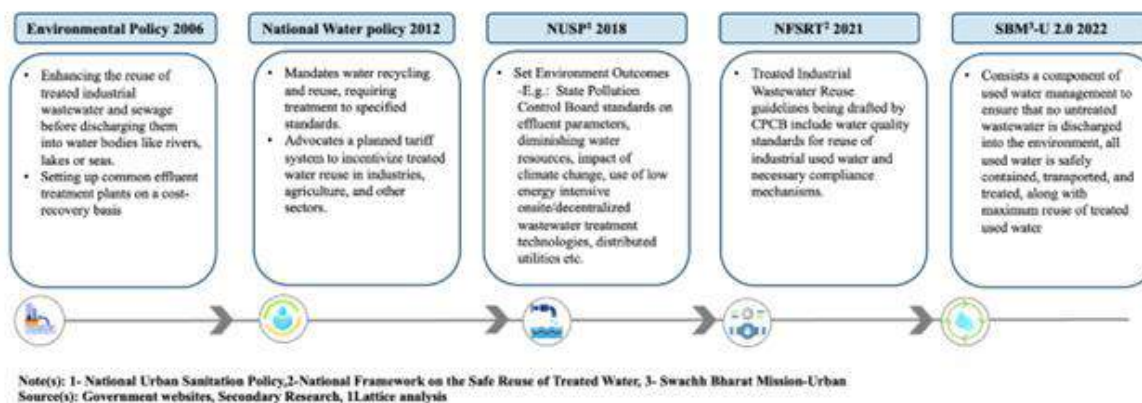 Environmental Policy 2006
Enhancing the reuse of
treated industrial
wastewater and sewage
before discharging them
into water bodies like rivers,
lakes or seas.
Setting up common effluent
treatment plants on a cost-
recovery basis
National Water policy 2012
Mandates water recycling
and reuse, requiring
treatment to specified
standards.
Advocates a planned tariff
system to incentivize treated
water reuse in industries,
agriculture, and other
sectors.
NUSP¹ 2018
Set Environment Outcomes
-E.g.: State Pollution
Control Board standards on
effluent parameters,
diminishing water
resources, impact of
climate change, use of low
energy intensive
onsite/decentralized
wastewater treatment
technologies, distributed
utilities etc.
NFSRT² 2021
Treated Industrial
Wastewater Reuse
guidelines being drafted by
CPCB include water quality
standards for reuse of
industrial used water and
necessary compliance
mechanisms.
SBM³-U 2.0 2022
Consists a component of
used water management to
ensure that no untreated
wastewater is discharged
into the environment, all
used water is safely
contained, transported, and
treated, along with
maximum reuse of treated
used water
Note(s): 1- National Urban Sanitation Policy,2-National Framework on the Safe Reuse of Treated Water, 3- Swachh Bharat Mission-Urban
Source(s): Government websites, Secondary Research, 1Lattice analysis